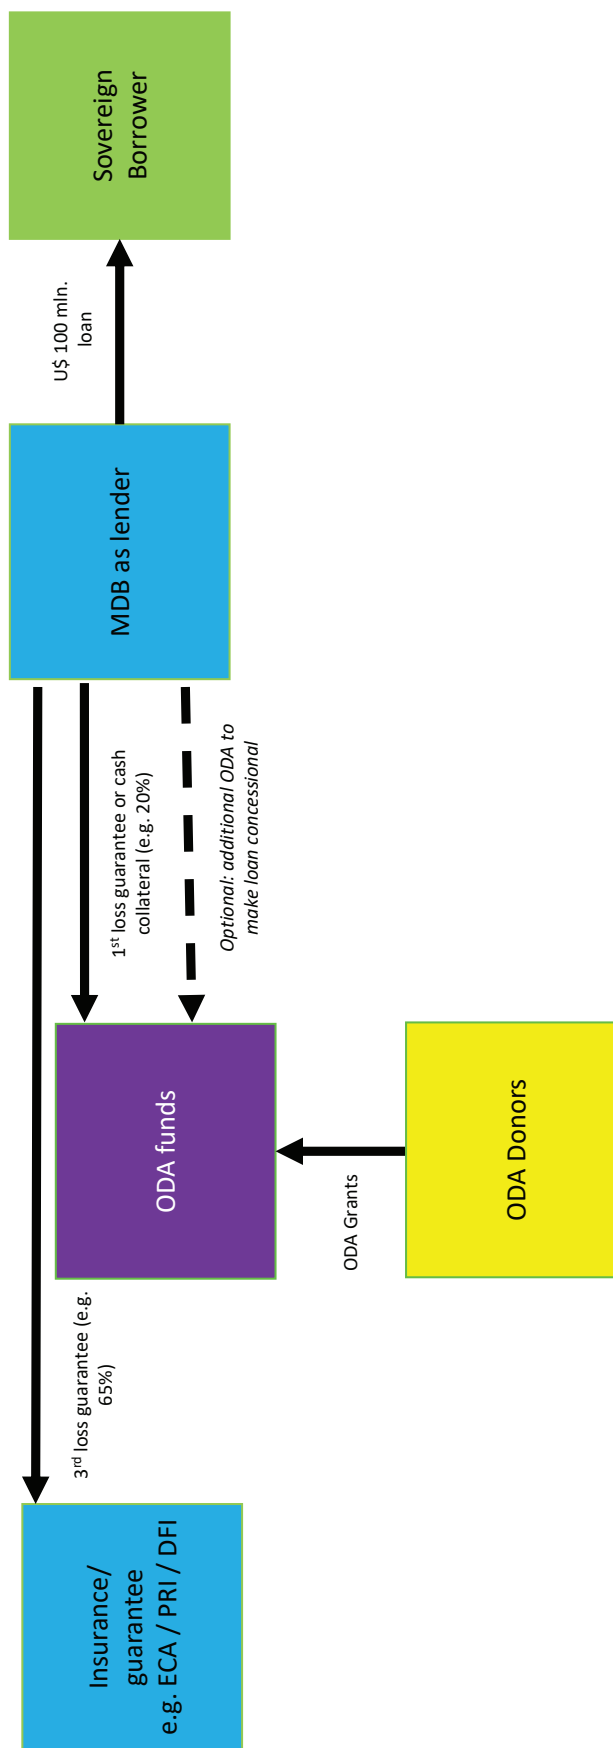 Insurance/
guarantee
e.g. ECA / PRI / DFI
3rd loss guarantee (e.g.
65%)
ODA funds
ODA Grants
ODA Donors
1st loss guarantee or cash
collateral (e.g. 20%)
Optional: additional ODA to
make loan concessional
MDB as lender
U$ 100 mln.
loan
Sovereign
Borrower